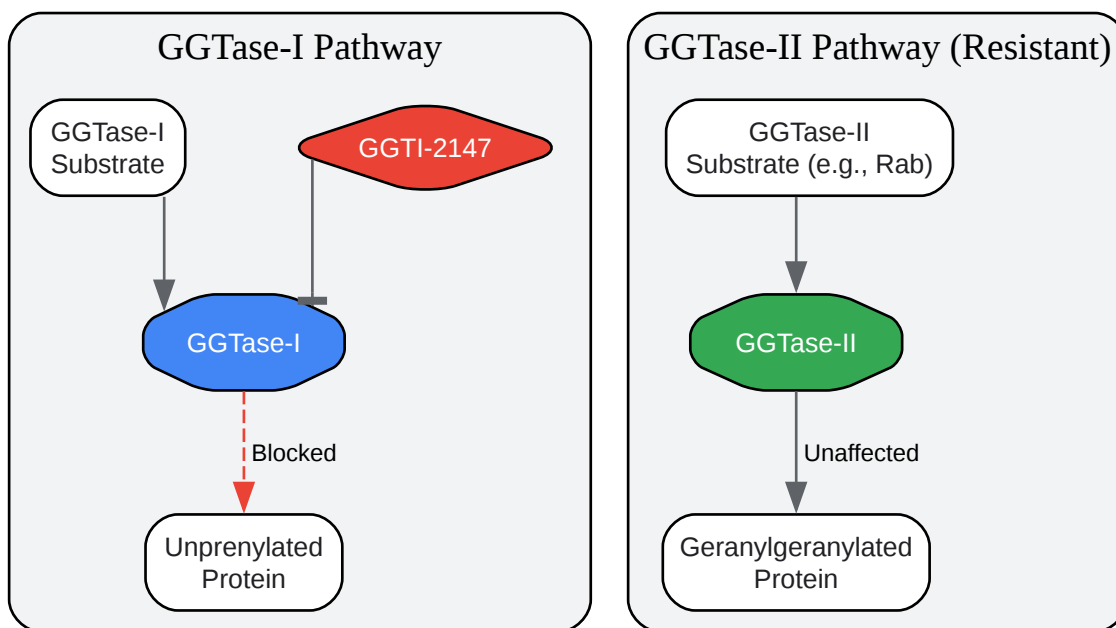 GGTase-I Pathway
GGTase-I
Substrate
GGTI-2147
GGTase-I
Blocked
Unprenylated
Protein
GGTase-II Pathway (Resistant)
GGTase-II
Substrate (e.g., Rab)
GGTase-II
Unaffected
Geranylgeranylated
Protein